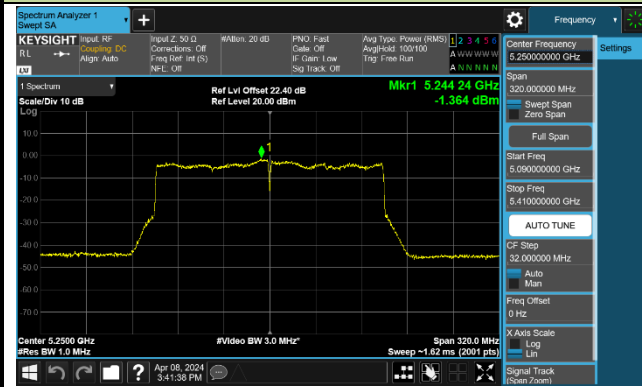 Spectrum Analyzer 1
Swept SA
+
Frequency
KEYSIGHT
RL
LXI
Input: RF
Coupling: DC
Align: Auto
Input Z: 50 Ω
Corrections: Off
Freq Ref: Int (S)
NFE: Off
#Atten: 20 dB
PNO: Fast
Gate: Off
IF Gain: Low
Sig Track: Off
Avg Type: Power (RMS)
Avg|Hold: 100/100
Trig: Free Run
1 2 3 4 5 6
A W W W W W
A N N N N N
1 Spectrum
Scale/Div 10 dB
Log
Ref Lvl Offset 22.40 dB
Ref Level 20.00 dBm
Mkr1 5.244 24 GHz
-1.364 dBm
10.0
0.00
-10.0
-20.0
-30.0
-40.0
-50.0
-60.0
-70.0
1
Center 5.2500 GHz
#Res BW 1.0 MHz
#Video BW 3.0 MHz*
Span 320.0 MHz
Sweep ~1.62 ms (2001 pts)
Center Frequency
5.250000000 GHz
Settings
Span
320.000000 MHz
Swept Span
Zero Span
Full Span
Start Freq
5.090000000 GHz
Stop Freq
5.410000000 GHz
AUTO TUNE
CF Step
32.000000 MHz
Auto
Man
Freq Offset
0 Hz
X Axis Scale
Log
Lin
Signal Track
(Span Zoom)
?
Apr 08, 2024
3:41:38 PM